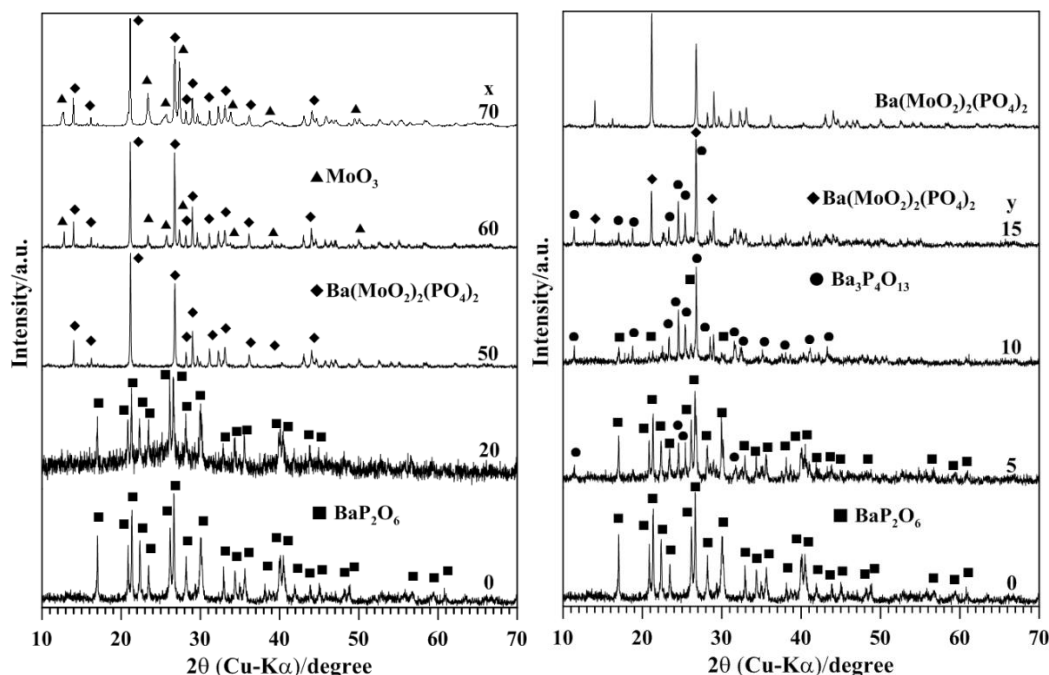 x
70
MoO3
60
Ba(MoO2)2(PO4)2
50
20
BaP2O6
0
10 20 30 40 50 60 70
2θ (Cu-Kα)/degree
Intensity/a.u.
Ba(MoO2)2(PO4)2
Ba(MoO2)2(PO4)2
y
15
Ba3P4O13
10
5
BaP2O6
0
10 20 30 40 50 60 70
2θ (Cu-Kα)/degree
Intensity/a.u.